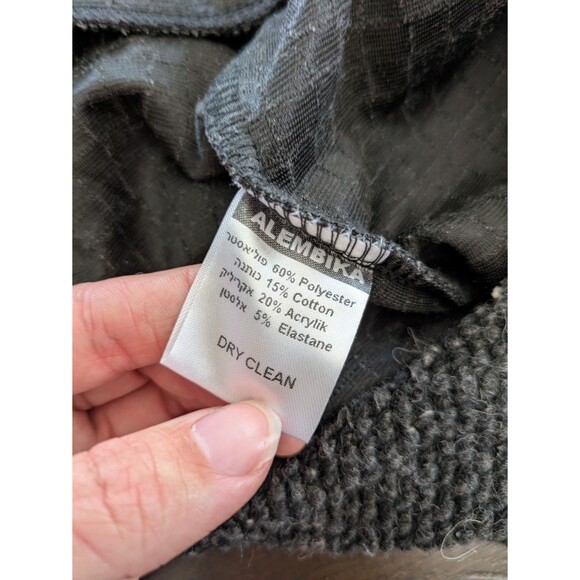 ALEMBIKA
60% Polyester פוליאסטר
15% Cotton כותנה
20% Acrylik אקריליק
5% Elastane אלסטן
DRY CLEAN